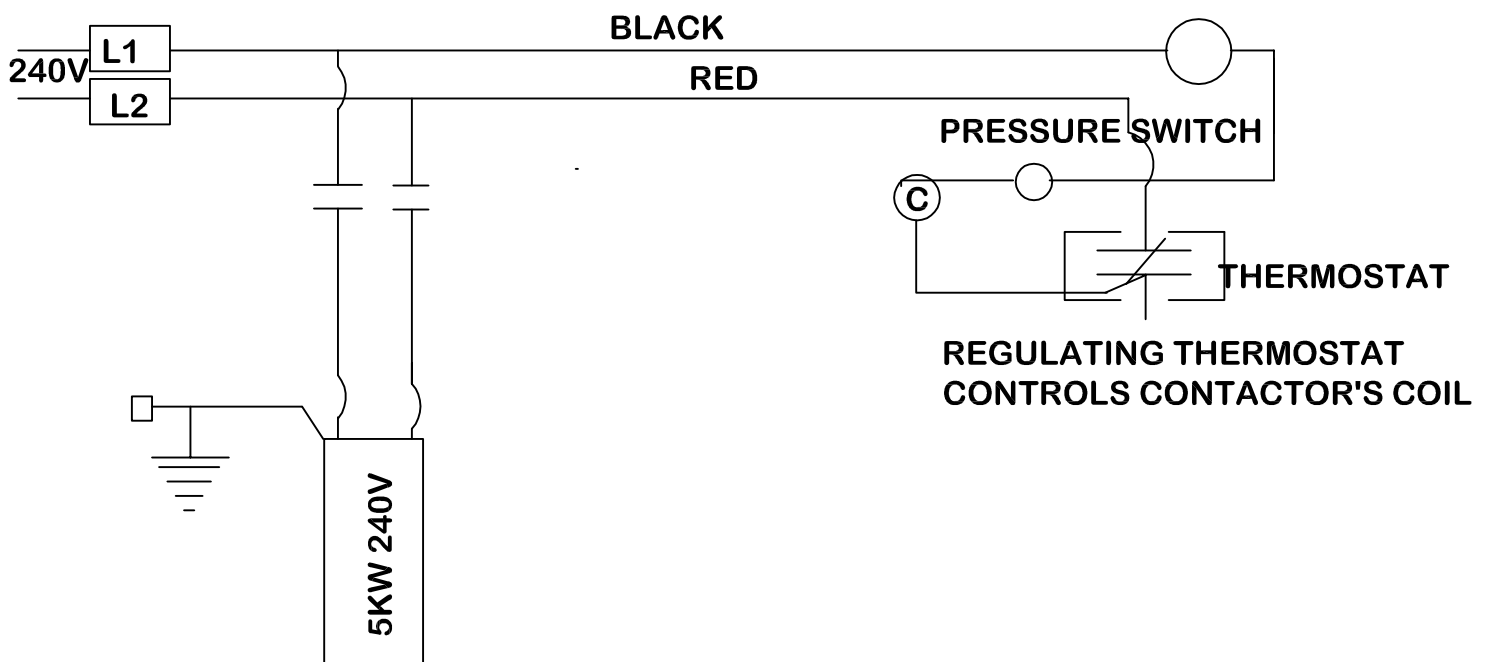 BLACK
L1
240V
RED
L2
PRESSURE SWITCH
C
THERMOSTAT
REGULATING THERMOSTAT
CONTROLS CONTACTOR'S COIL
5KW 240V